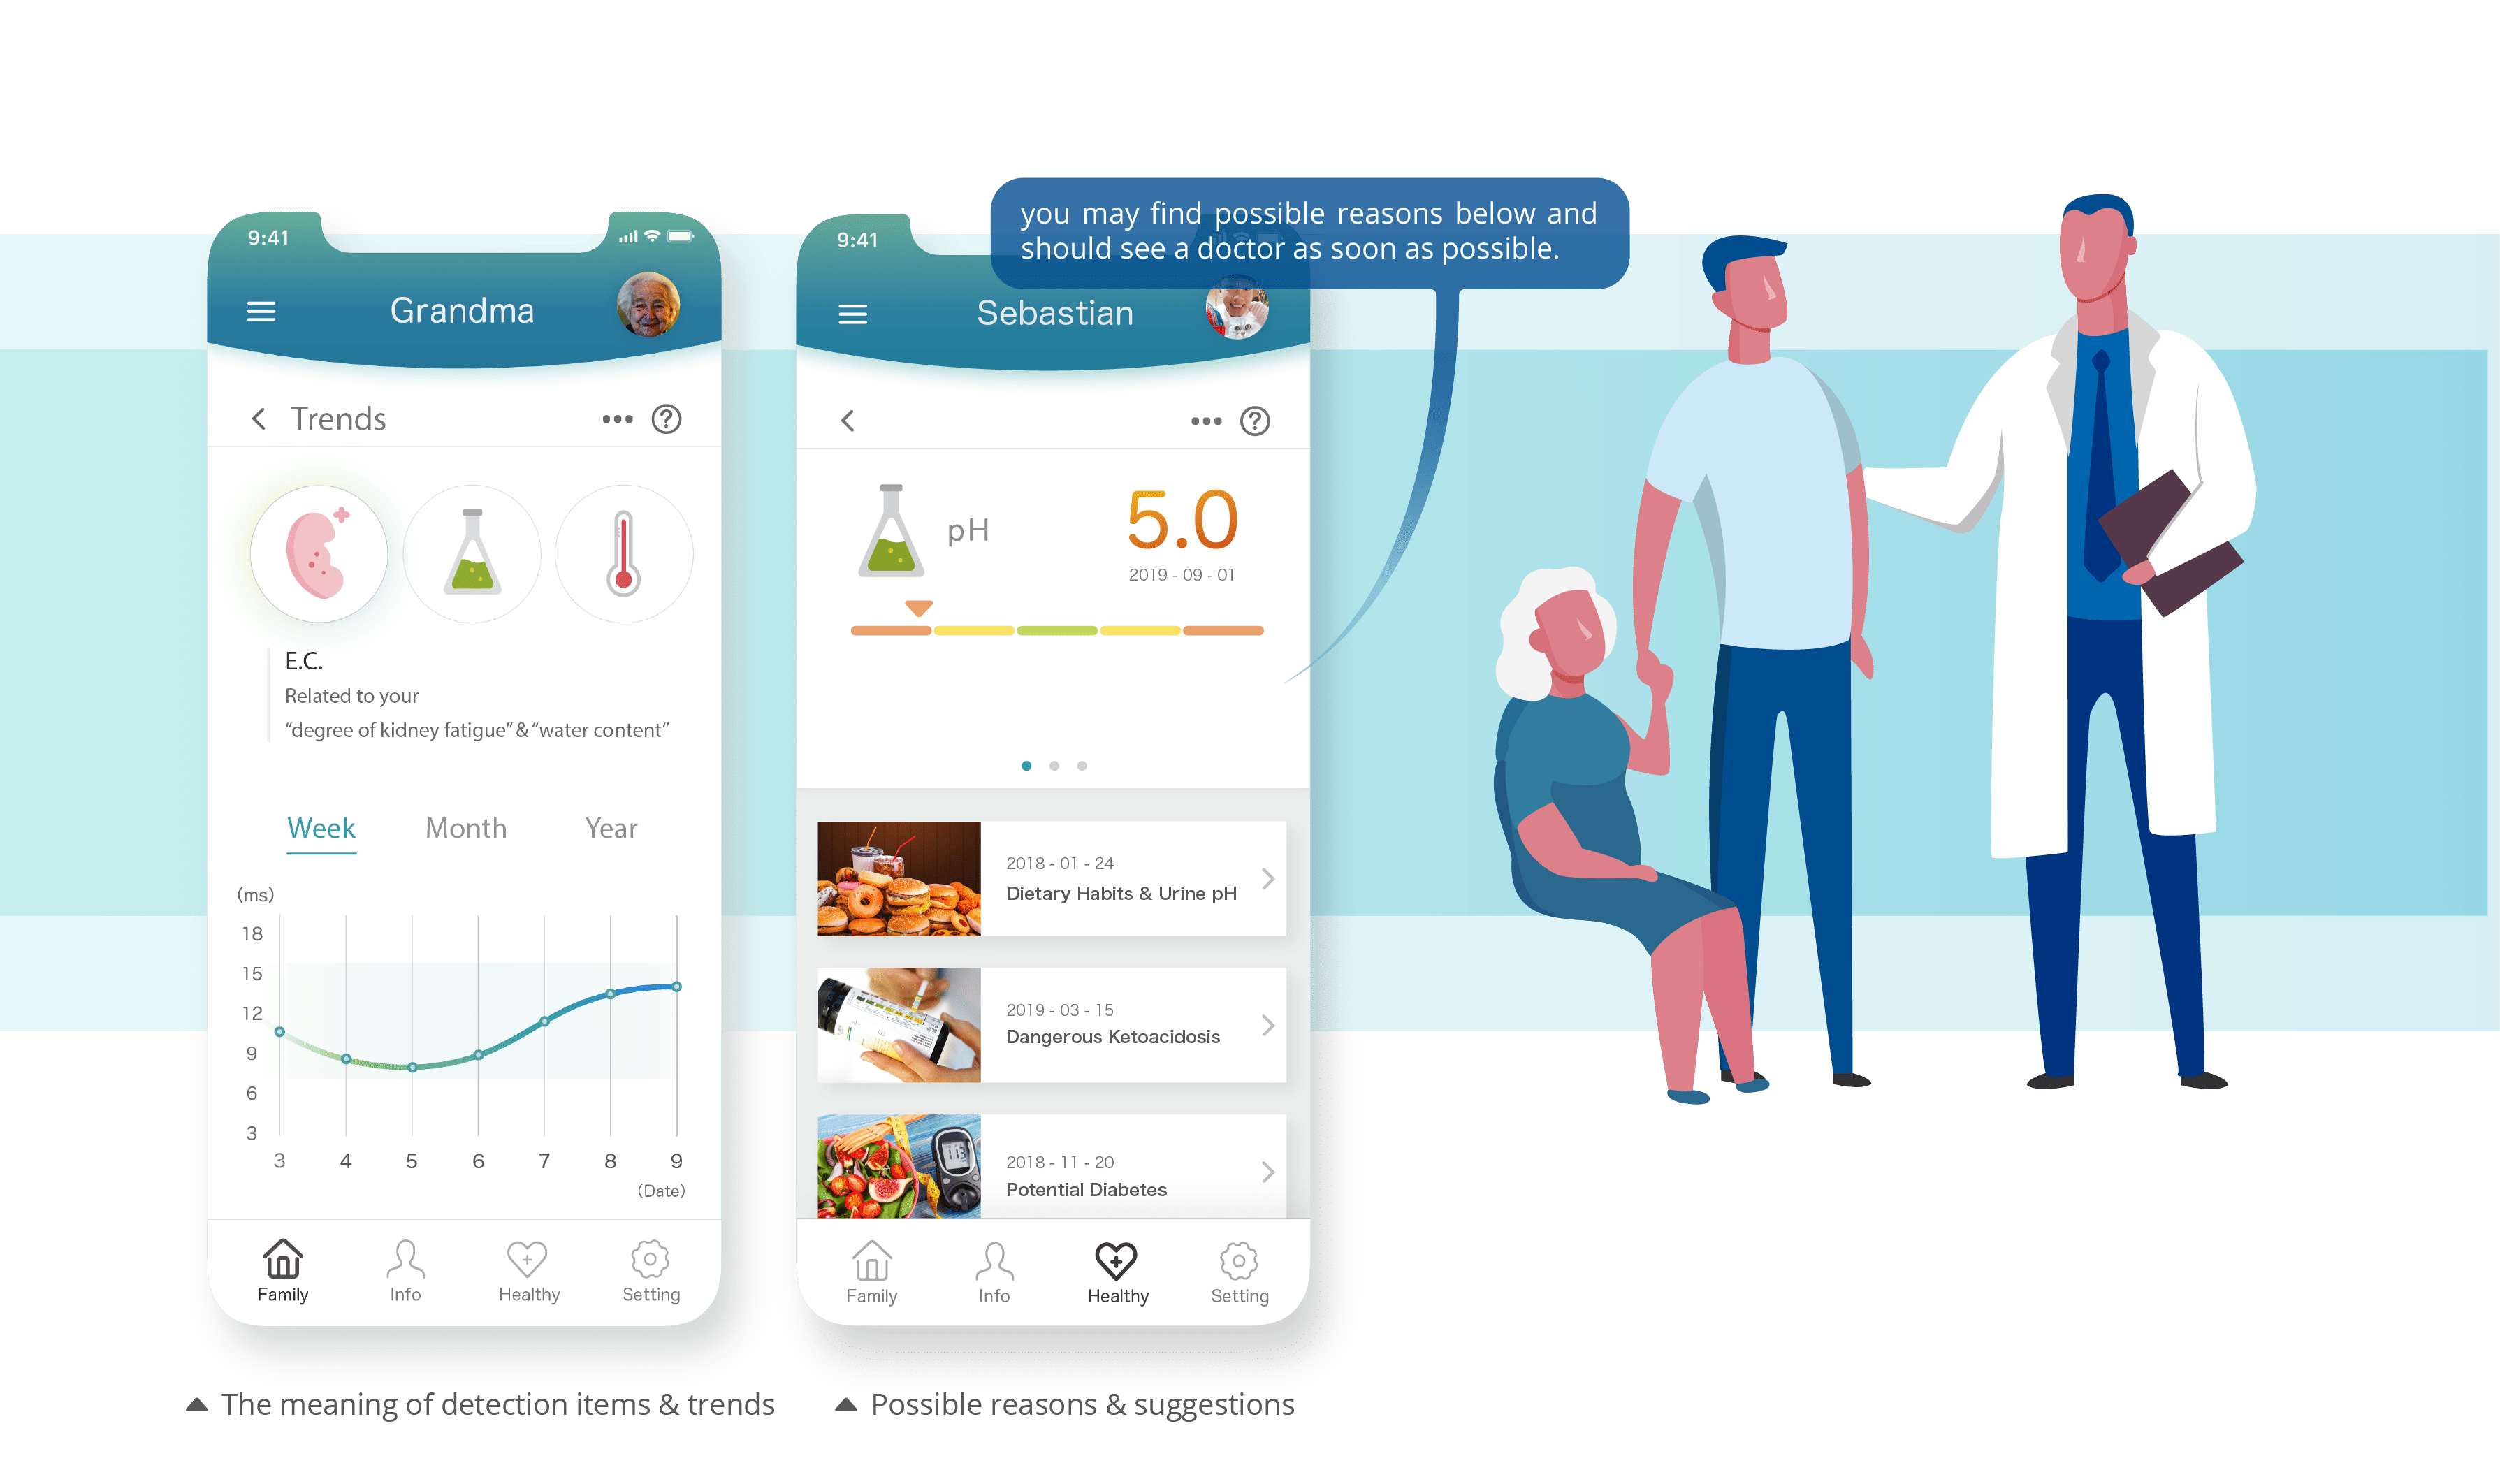 you may find possible reasons below and
should see a doctor as soon as possible.
9:41
Grandma
Trends
E.C.
Related to your
“degree of kidney fatigue” & “water content”
Week Month Year
(ms)
18
15
12
9
6
3
3 4 5 6 7 8 9
(Date)
Family Info Healthy Setting
▲ The meaning of detection items & trends
9:41
Sebastian
pH 5.0
2019 - 09 - 01
2018 - 01 - 24
Dietary Habits & Urine pH
2019 - 03 - 15
Dangerous Ketoacidosis
113
2018 - 11 - 20
Potential Diabetes
Family Info Healthy Setting
▲ Possible reasons & suggestions